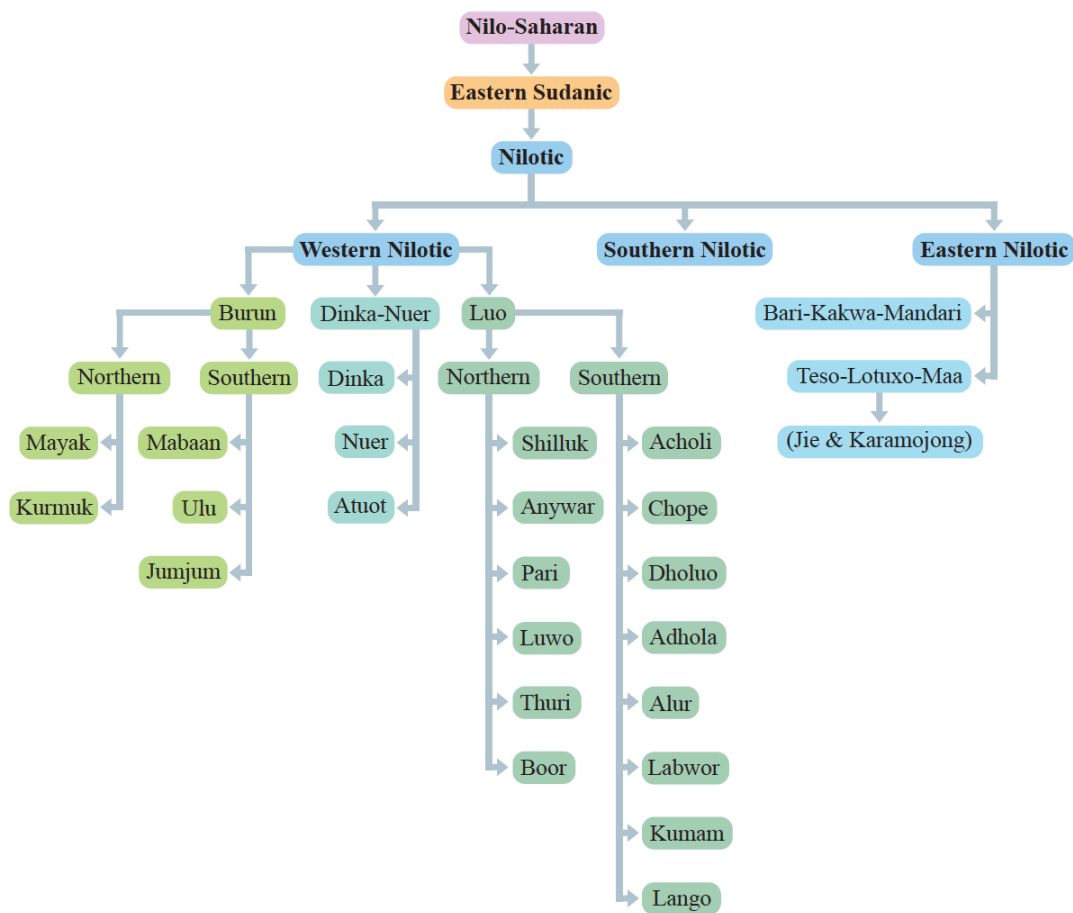 Nilo-Saharan
Eastern Sudanic
Nilotic
Western Nilotic
Southern Nilotic
Eastern Nilotic
Burun
Dinka-Nuer
Luo
Bari-Kakwa-Mandari
Northern
Southern
Dinka
Northern
Southern
Teso-Lotuxo-Maa
Mayak
Mabaan
Nuer
Shilluk
Acholi
(Jie & Karamojong)
Kurmuk
Ulu
Atuot
Anywar
Chope
Jumjum
Pari
Dholuo
Luwo
Adhola
Thuri
Alur
Boor
Labwor
Kumam
Lango